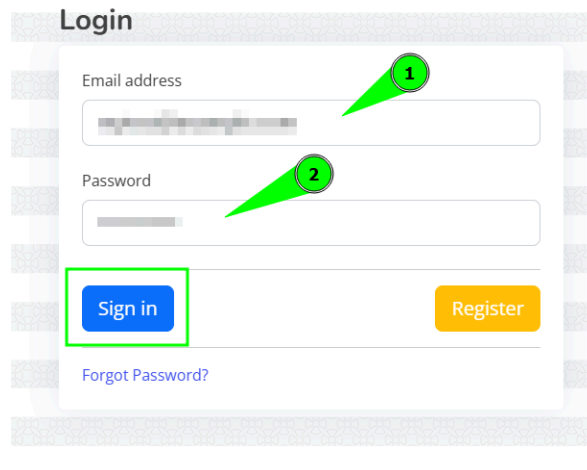 Login
Email address
1
Password
2
Sign in
Register
Forgot Password?